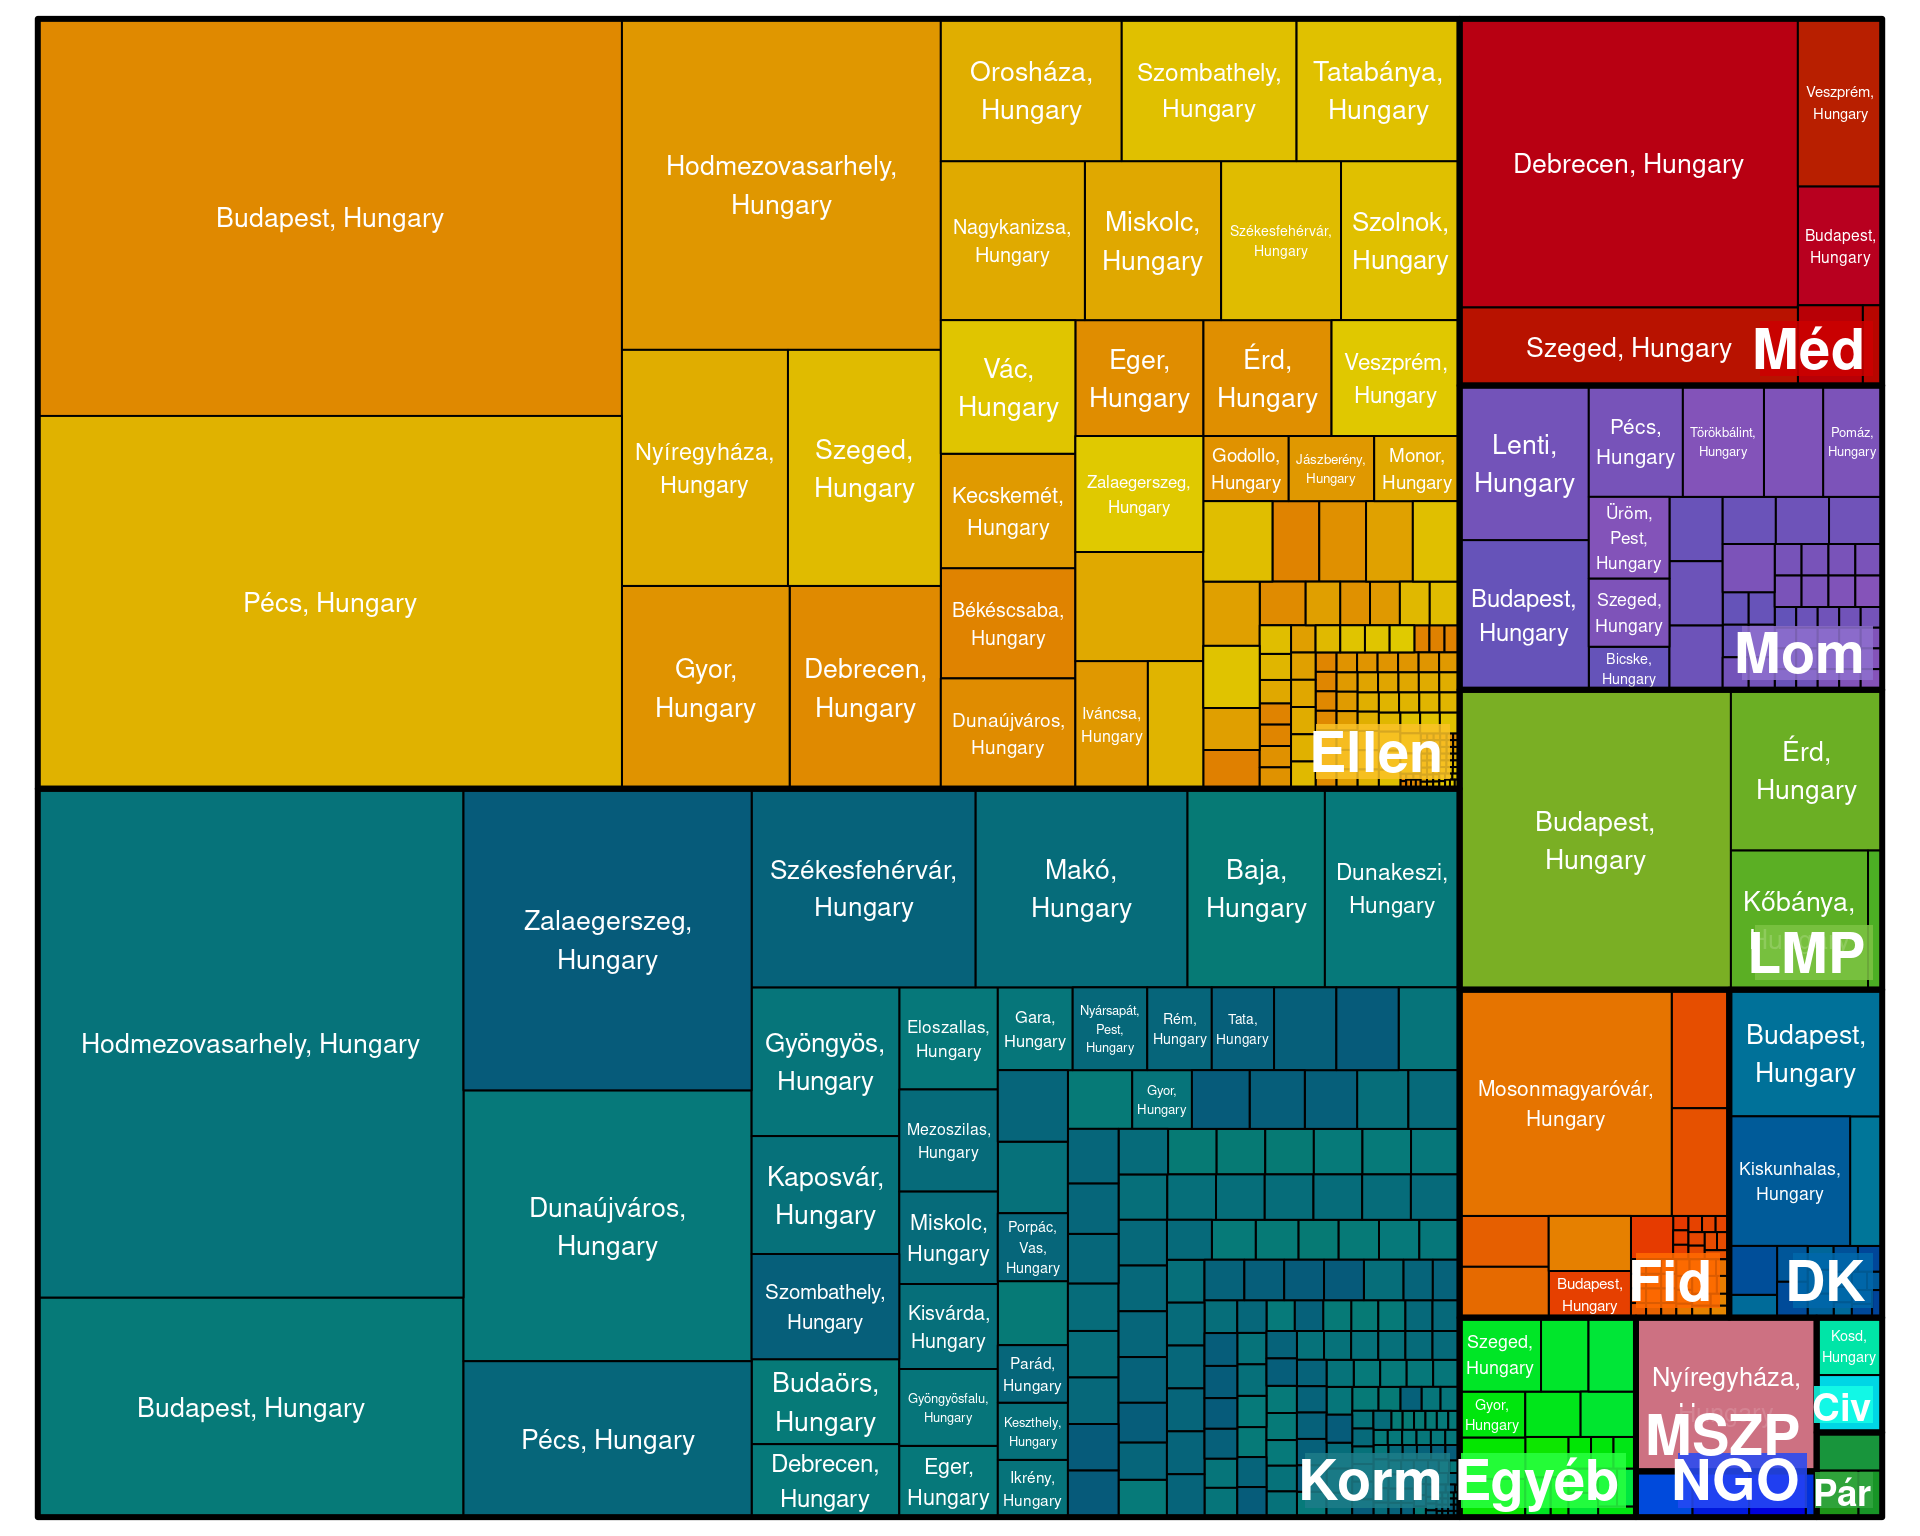 Budapest, Hungary
Pécs, Hungary
Hodmezovasarhely,
Hungary
Nyíregyháza,
Hungary
Szeged,
Hungary
Gyor,
Hungary
Debrecen,
Hungary
Orosháza,
Hungary
Szombathely,
Hungary
Tatabánya,
Hungary
Nagykanizsa,
Hungary
Miskolc,
Hungary
Székesfehérvár,
Hungary
Szolnok,
Hungary
Vác,
Hungary
Eger,
Hungary
Érd,
Hungary
Veszprém,
Hungary
Kecskemét,
Hungary
Zalaegerszeg,
Hungary
Godollo,
Hungary
Jászberény,
Hungary
Monor,
Hungary
Békéscsaba,
Hungary
Dunaújváros,
Hungary
Iváncsa,
Hungary
Ellen
Hodmezovasarhely, Hungary
Budapest, Hungary
Zalaegerszeg,
Hungary
Dunaújváros,
Hungary
Pécs, Hungary
Székesfehérvár,
Hungary
Makó,
Hungary
Baja,
Hungary
Dunakeszi,
Hungary
Gyöngyös,
Hungary
Kaposvár,
Hungary
Szombathely,
Hungary
Budaörs,
Hungary
Debrecen,
Hungary
Eloszallas,
Hungary
Mezoszilas,
Hungary
Miskolc,
Hungary
Kisvárda,
Hungary
Gyöngyösfalu,
Hungary
Eger,
Hungary
Gara,
Hungary
Nyársapát,
Pest,
Hungary
Rém,
Hungary
Tata,
Hungary
Gyor,
Hungary
Porpác,
Vas,
Hungary
Parád,
Hungary
Keszthely,
Hungary
Ikrény,
Hungary
Korm
Debrecen, Hungary
Szeged, Hungary
Veszprém,
Hungary
Budapest,
Hungary
Méd
Lenti,
Hungary
Budapest,
Hungary
Pécs,
Hungary
Törökbálint,
Hungary
Pomáz,
Hungary
Üröm,
Pest,
Hungary
Szeged,
Hungary
Bicske,
Hungary
Mom
Budapest,
Hungary
Érd,
Hungary
Kőbánya,
Hungary
LMP
Mosonmagyaróvár,
Hungary
Budapest,
Hungary
Fid
Budapest,
Hungary
Kiskunhalas,
Hungary
DK
Szeged,
Hungary
Gyor,
Hungary
Egyéb
Nyíregyháza,
Hungary
MSZP
NGO
Kosd,
Hungary
Civ
Pár